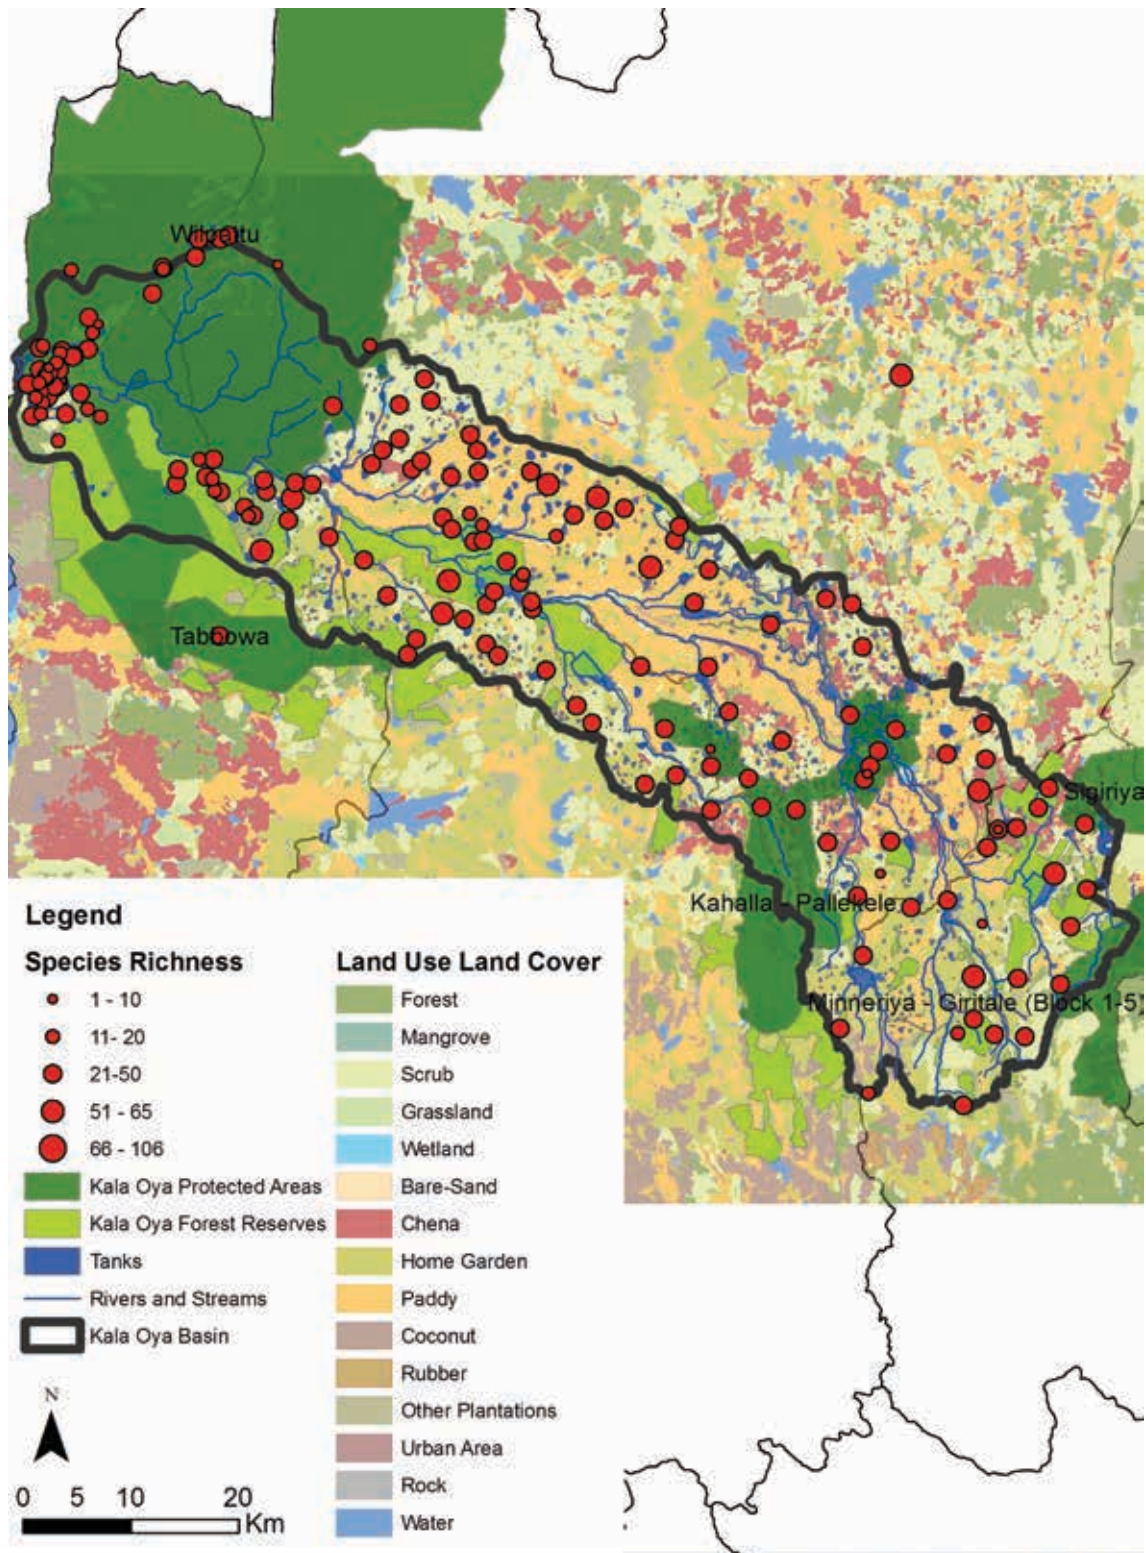 Wilpattu
Tabbowa
Sigiriya
Kahalla - Pallekele
Minneriya - Giritale (Block 1-5)
Legend
Species Richness
1 - 10
11- 20
21-50
51 - 65
66 - 106
Kala Oya Protected Areas
Kala Oya Forest Reserves
Tanks
Rivers and Streams
Kala Oya Basin
Land Use Land Cover
Forest
Mangrove
Scrub
Grassland
Wetland
Bare-Sand
Chena
Home Garden
Paddy
Coconut
Rubber
Other Plantations
Urban Area
Rock
Water
N
0 5 10 20
Km